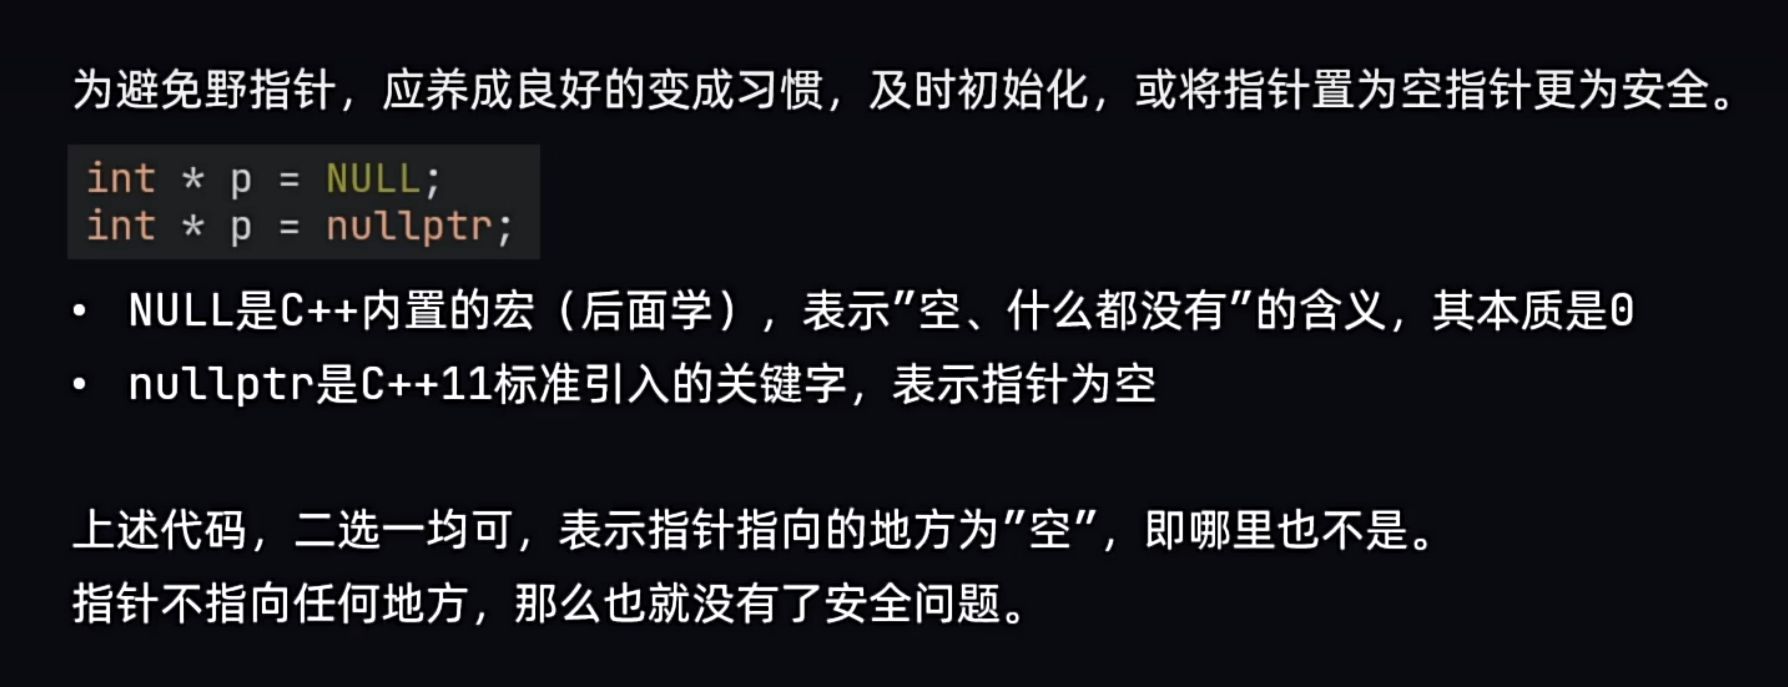 为避免野指针，应养成良好的变成习惯，及时初始化，或将指针置为空指针更为安全。
int * p = NULL;
int * p = nullptr;
• NULL是C++内置的宏（后面学），表示”空、什么都没有”的含义，其本质是0
• nullptr是C++11标准引入的关键字，表示指针为空
上述代码，二选一均可，表示指针指向的地方为”空”，即哪里也不是。
指针不指向任何地方，那么也就没有了安全问题。